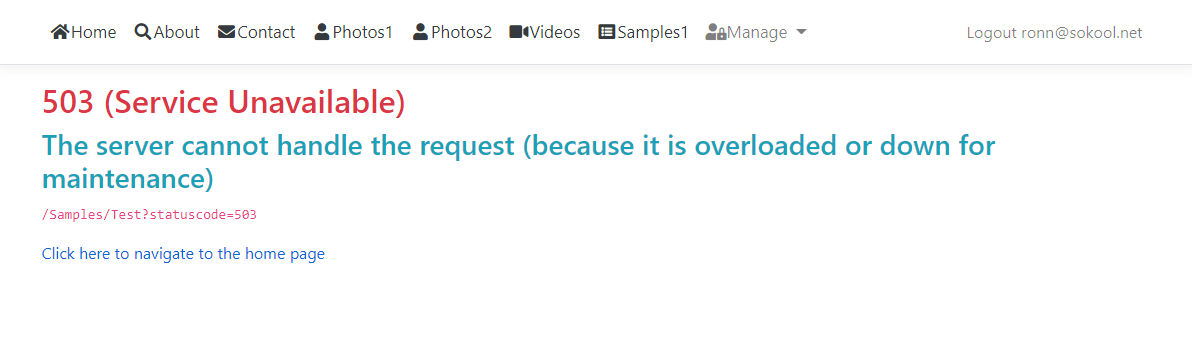 Home About Contact Photos1 Photos2 Videos Samples1 Manage Logout ronn@sokool.net
503 (Service Unavailable)
The server cannot handle the request (because it is overloaded or down for
maintenance)
/Samples/Test?statuscode=503
Click here to navigate to the home page